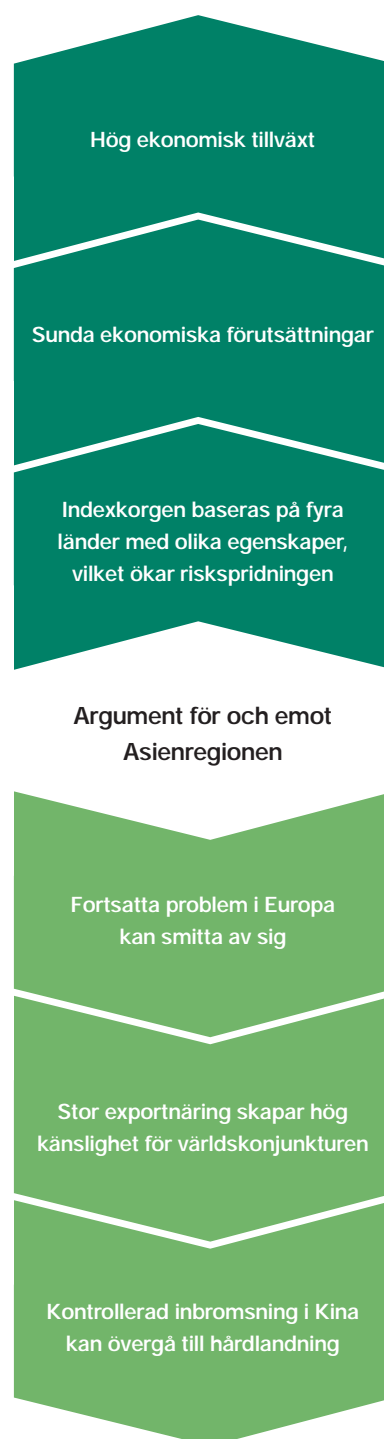 Hög ekonomisk tillväxt
Sunda ekonomiska förutsättningar
Indexkorgen baseras på fyra
länder med olika egenskaper,
vilket ökar riskspridningen
Argument för och emot
Asienregionen
Fortsatta problem i Europa
kan smitta av sig
Stor exportnäring skapar hög
känslighet för världskonjunkturen
Kontrollerad inbromsning i Kina
kan övergå till hårdlandning